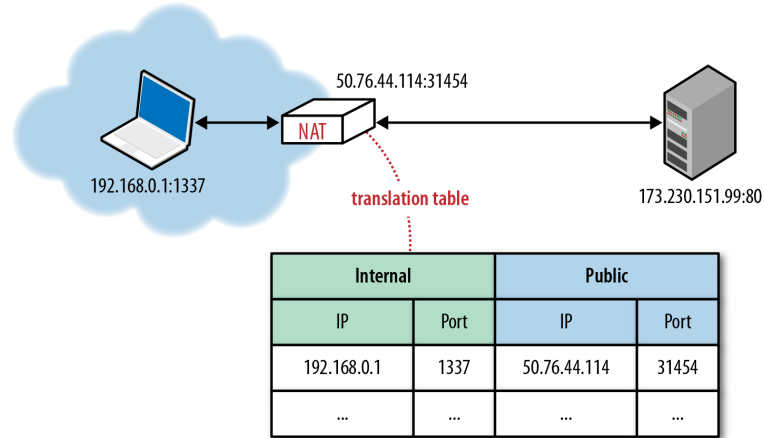 50.76.44.114:31454
NAT
192.168.0.1:1337
173.230.151.99:80
translation table
Internal Public
IP Port IP Port
192.168.0.1 1337 50.76.44.114 31454
... ... ... ...